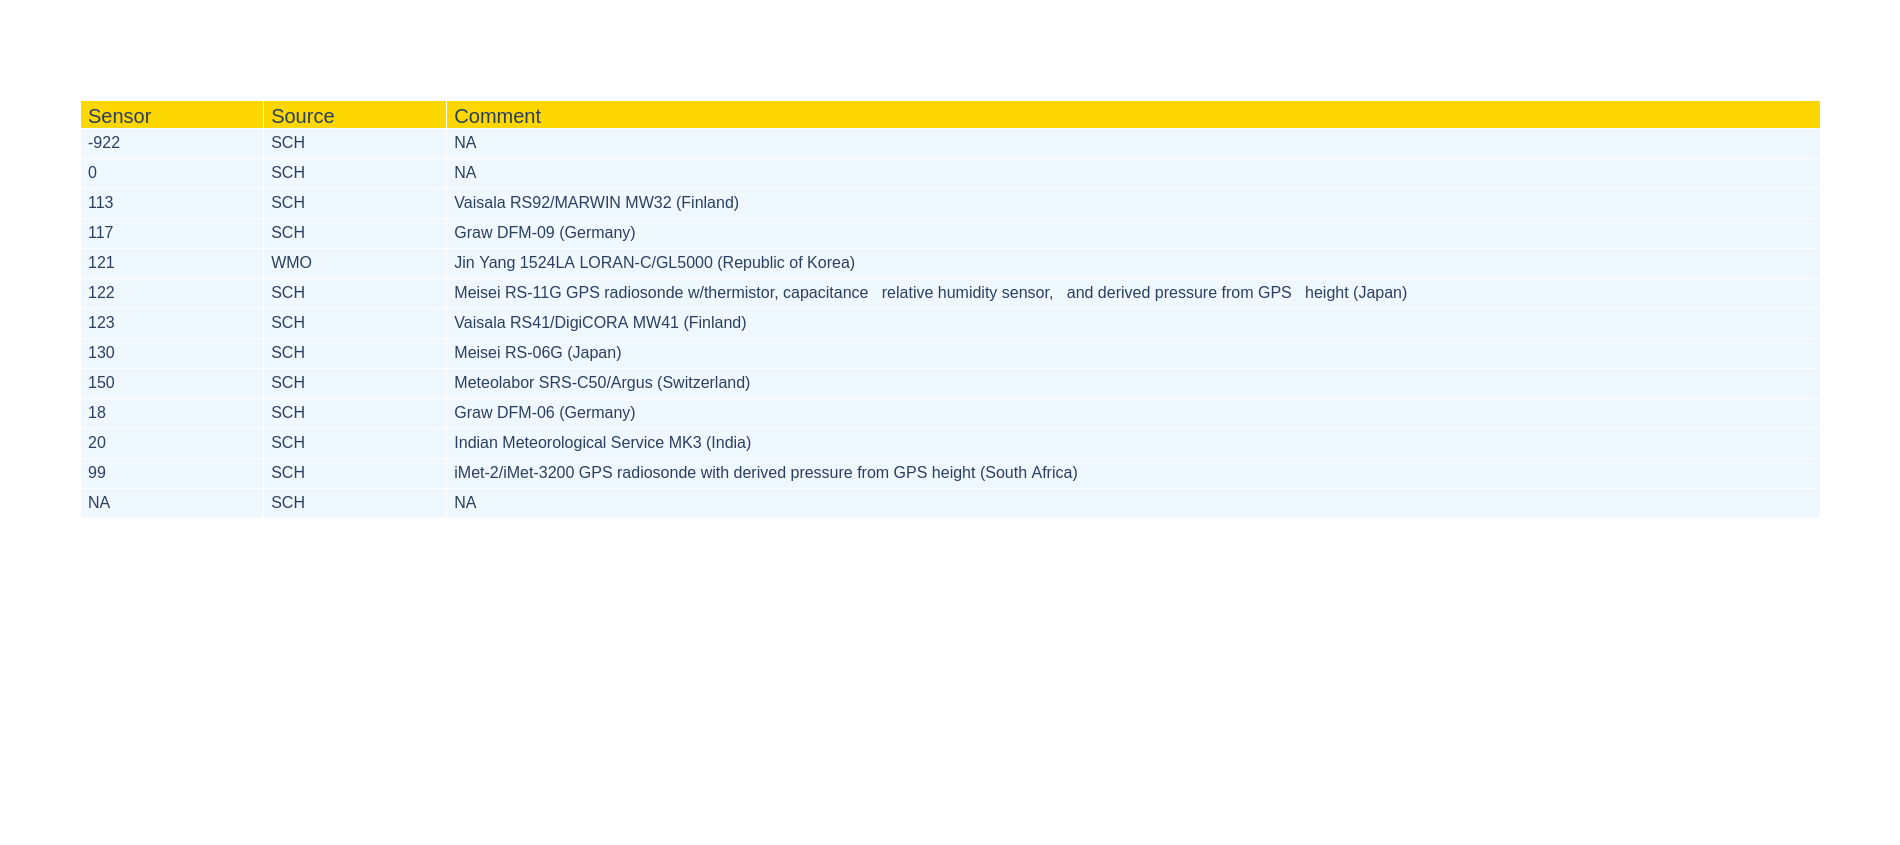 Sensor Source Comment
-922 SCH NA
0 SCH NA
113 SCH Vaisala RS92/MARWIN MW32 (Finland)
117 SCH Graw DFM-09 (Germany)
121 WMO Jin Yang 1524LA LORAN-C/GL5000 (Republic of Korea)
122 SCH Meisei RS-11G GPS radiosonde w/thermistor, capacitance   relative humidity sensor,   and derived pressure from GPS   height (Japan)
123 SCH Vaisala RS41/DigiCORA MW41 (Finland)
130 SCH Meisei RS-06G (Japan)
150 SCH Meteolabor SRS-C50/Argus (Switzerland)
18 SCH Graw DFM-06 (Germany)
20 SCH Indian Meteorological Service MK3 (India)
99 SCH iMet-2/iMet-3200 GPS radiosonde with derived pressure from GPS height (South Africa)
NA SCH NA